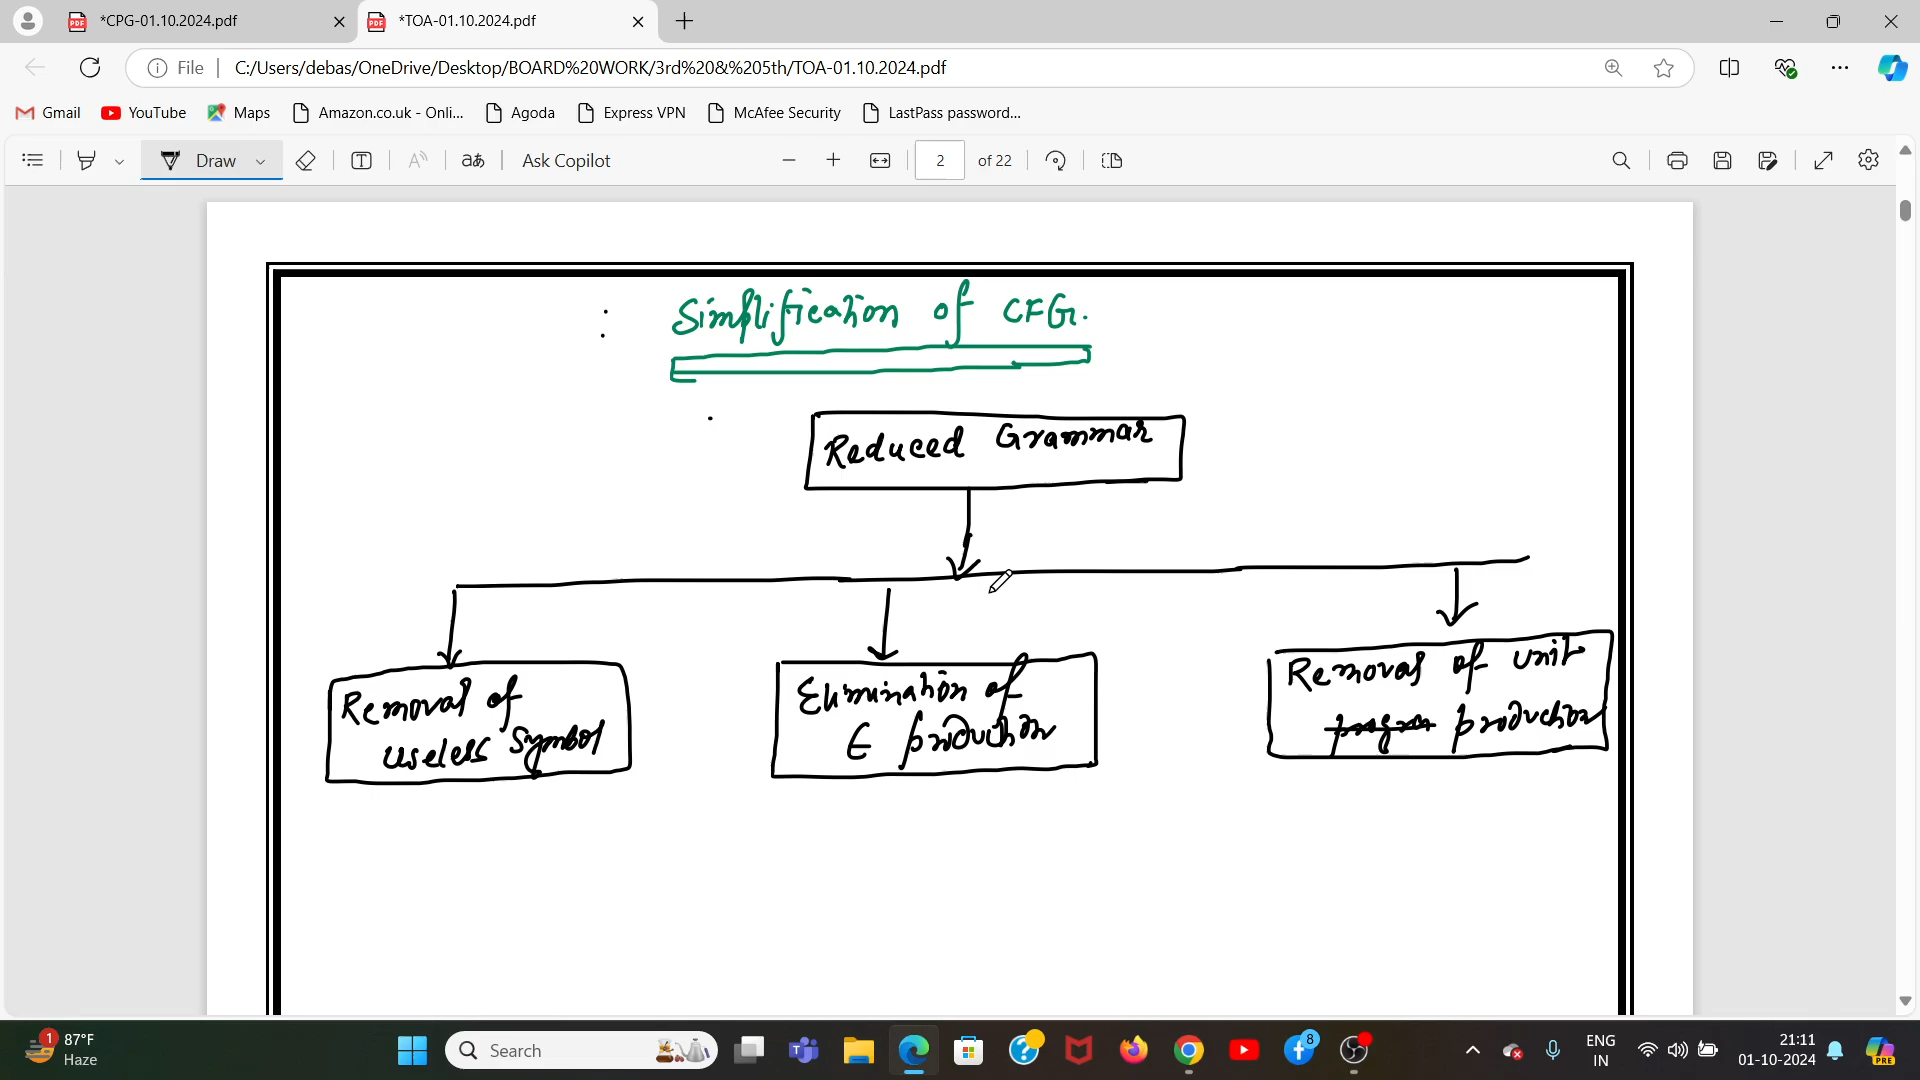 *CPG-01.10.2024.pdf
*TOA-01.10.2024.pdf
File
C:/Users/debas/OneDrive/Desktop/BOARD%20WORK/3rd%20&%205th/TOA-01.10.2024.pdf
Gmail
YouTube
Maps
Amazon.co.uk - Onli...
Agoda
Express VPN
McAfee Security
LastPass password...
Draw
Ask Copilot
2
of 22
Simplification of CFG.
Reduced Grammar
Removal of
useless symbol
Elimination of
∈ production
Removal of unit
production
1
87°F
Haze
Search
8
ENG
IN
21:11
01-10-2024
PRE